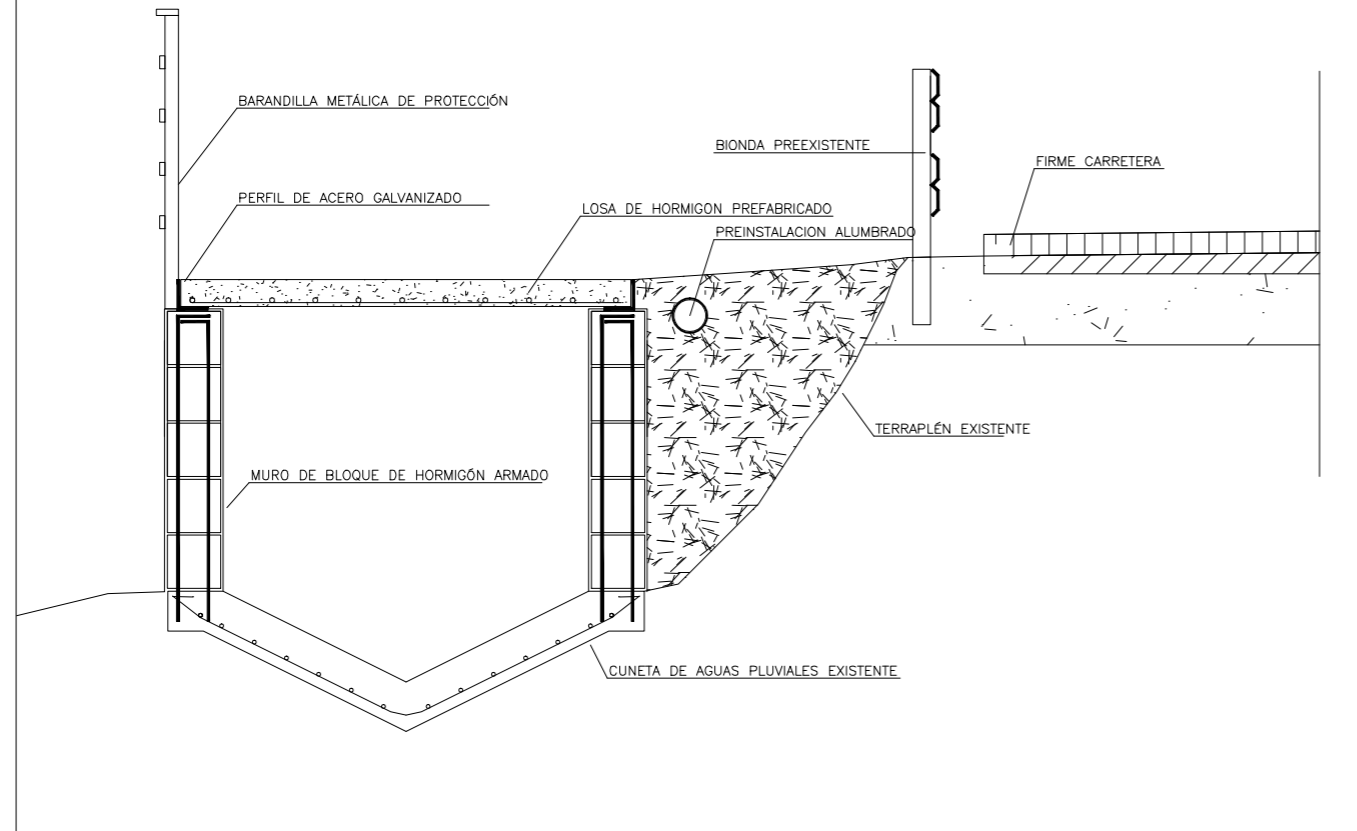 BARANDILLA METÁLICA DE PROTECCIÓN
BIONDA PREEXISTENTE
FIRME CARRETERA
PERFIL DE ACERO GALVANIZADO
LOSA DE HORMIGON PREFABRICADO
PREINSTALACION ALUMBRADO
TERRAPLÉN EXISTENTE
MURO DE BLOQUE DE HORMIGÓN ARMADO
CUNETA DE AGUAS PLUVIALES EXISTENTE